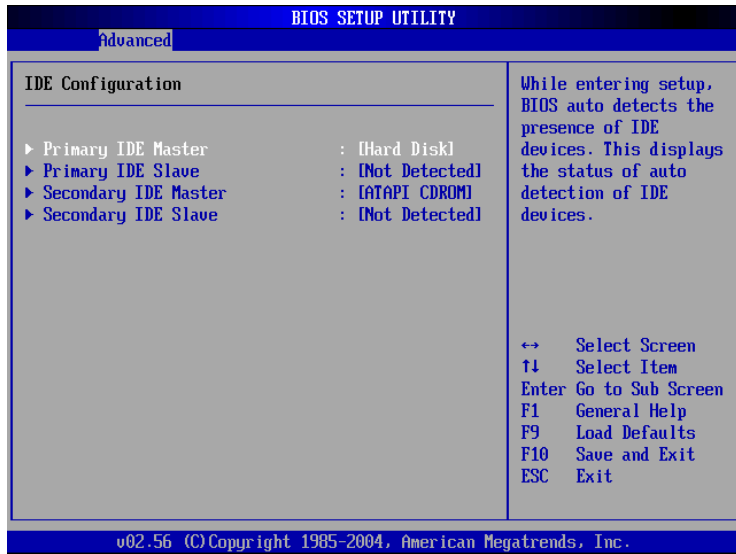 BIOS SETUP UTILITY
Advanced
IDE Configuration
▶ Primary IDE Master : [Hard Disk]
▶ Primary IDE Slave : [Not Detected]
▶ Secondary IDE Master : [ATAPI CDROM]
▶ Secondary IDE Slave : [Not Detected]
While entering setup,
BIOS auto detects the
presence of IDE
devices. This displays
the status of auto
detection of IDE
devices.
↔ Select Screen
↑↓ Select Item
Enter Go to Sub Screen
F1 General Help
F9 Load Defaults
F10 Save and Exit
ESC Exit
v02.56 (C)Copyright 1985-2004, American Megatrends, Inc.